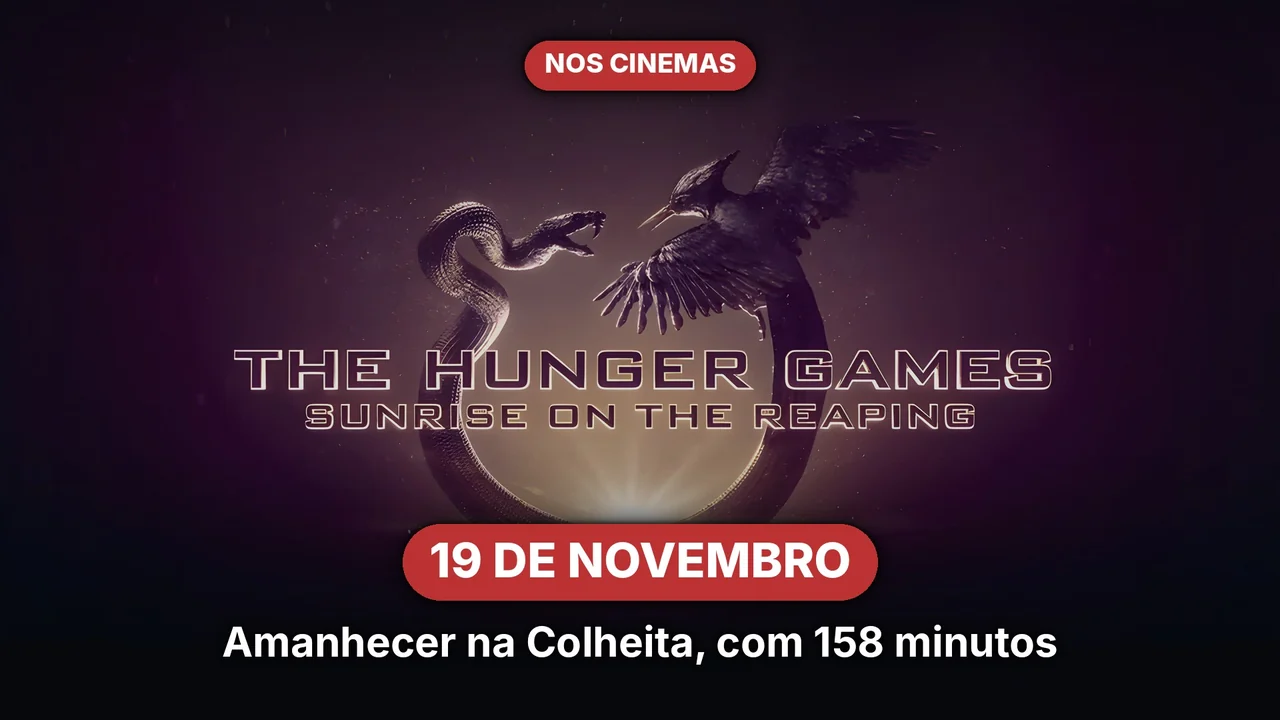 NOS CINEMAS
THE HUNGER GAMES
SUNRISE ON THE REAPING
19 DE NOVEMBRO
Amanhecer na Colheita, com 158 minutos